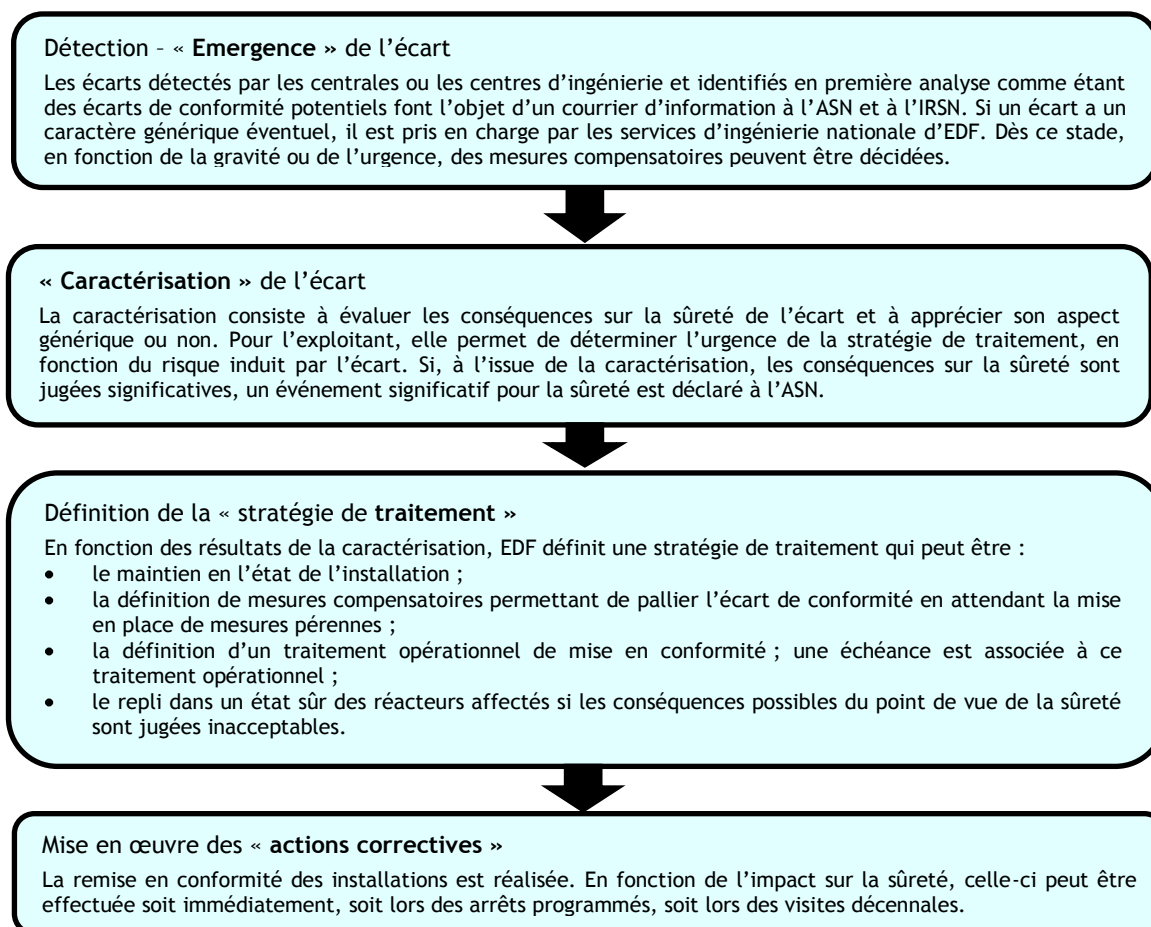 Détection – « Emergence » de l’écart
Les écarts détectés par les centrales ou les centres d’ingénierie et identifiés en première analyse comme étant
des écarts de conformité potentiels font l’objet d’un courrier d’information à l’ASN et à l’IRSN. Si un écart a un
caractère générique éventuel, il est pris en charge par les services d’ingénierie nationale d’EDF. Dès ce stade,
en fonction de la gravité ou de l’urgence, des mesures compensatoires peuvent être décidées.
« Caractérisation » de l’écart
La caractérisation consiste à évaluer les conséquences sur la sûreté de l’écart et à apprécier son aspect
générique ou non. Pour l’exploitant, elle permet de déterminer l’urgence de la stratégie de traitement, en
fonction du risque induit par l’écart. Si, à l’issue de la caractérisation, les conséquences sur la sûreté sont
jugées significatives, un événement significatif pour la sûreté est déclaré à l’ASN.
Définition de la « stratégie de traitement »
En fonction des résultats de la caractérisation, EDF définit une stratégie de traitement qui peut être :
• le maintien en l’état de l’installation ;
• la définition de mesures compensatoires permettant de pallier l’écart de conformité en attendant la mise
en place de mesures pérennes ;
• la définition d’un traitement opérationnel de mise en conformité ; une échéance est associée à ce
traitement opérationnel ;
• le repli dans un état sûr des réacteurs affectés si les conséquences possibles du point de vue de la sûreté
sont jugées inacceptables.
Mise en œuvre des « actions correctives »
La remise en conformité des installations est réalisée. En fonction de l’impact sur la sûreté, celle-ci peut être
effectuée soit immédiatement, soit lors des arrêts programmés, soit lors des visites décennales.